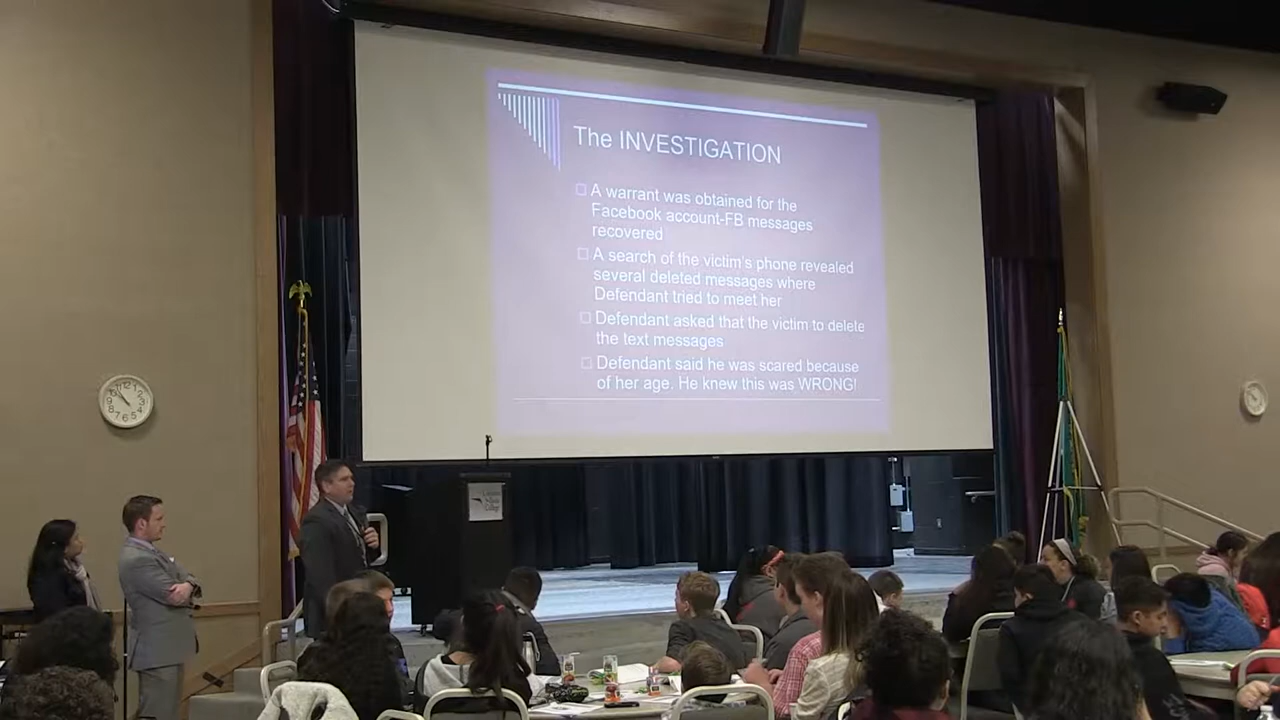 The INVESTIGATION
A warrant was obtained for the
Facebook account-FB messages
recovered
A search of the victim's phone revealed
several deleted messages where
Defendant tried to meet her
Defendant asked that the victim to delete
the text messages
Defendant said he was scared because
of her age. He knew this was WRONG!
College